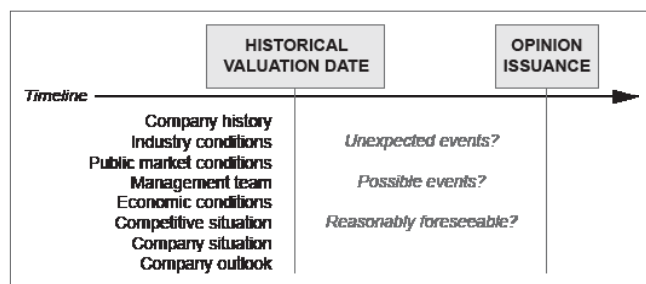 HISTORICAL
VALUATION DATE
OPINION
ISSUANCE
Timeline
Company history
Industry conditions
Public market conditions
Management team
Economic conditions
Competitive situation
Company situation
Company outlook
Unexpected events?
Possible events?
Reasonably foreseeable?